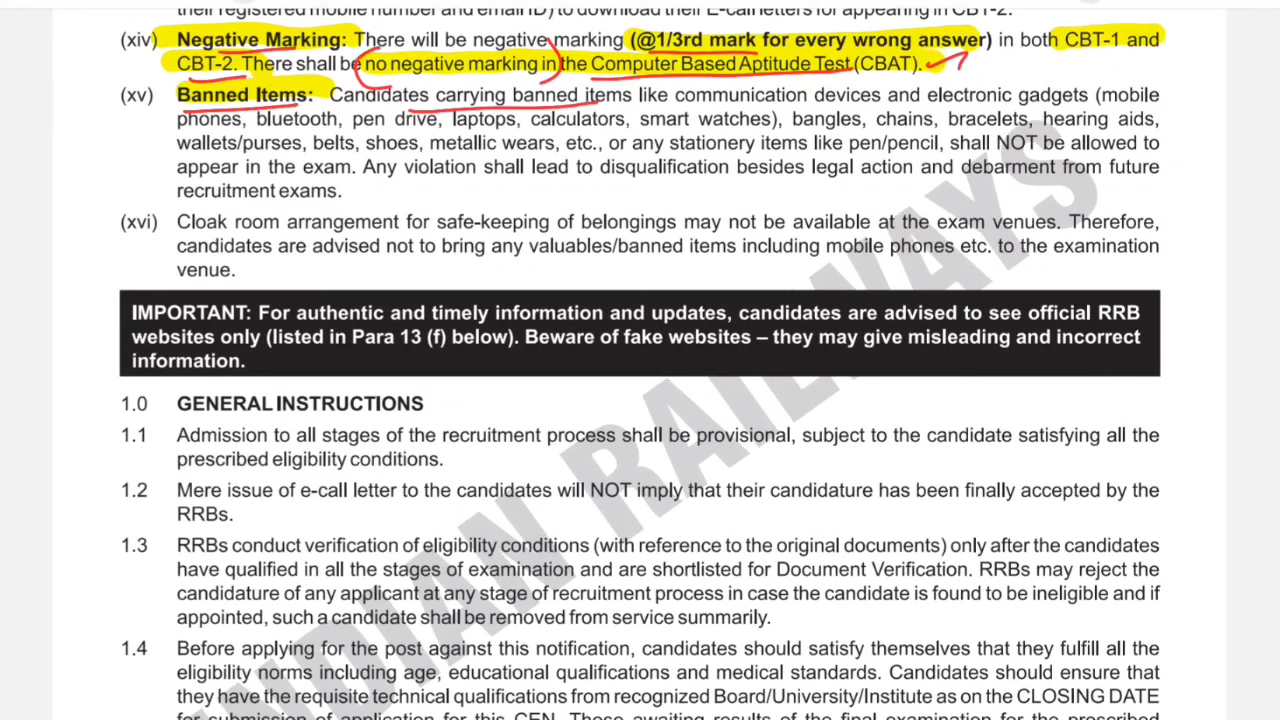 their registered mobile number and email ID) to download their E-call letters for appearing in CBT-2.
(xiv) Negative Marking: There will be negative marking (@1/3rd mark for every wrong answer) in both CBT-1 and
CBT-2. There shall be no negative marking in the Computer Based Aptitude Test (CBAT).
(xv) Banned Items: Candidates carrying banned items like communication devices and electronic gadgets (mobile
phones, bluetooth, pen drive, laptops, calculators, smart watches), bangles, chains, bracelets, hearing aids,
wallets/purses, belts, shoes, metallic wears, etc., or any stationery items like pen/pencil, shall NOT be allowed to
appear in the exam. Any violation shall lead to disqualification besides legal action and debarment from future
recruitment exams.
(xvi) Cloak room arrangement for safe-keeping of belongings may not be available at the exam venues. Therefore,
candidates are advised not to bring any valuables/banned items including mobile phones etc. to the examination
venue.
IMPORTANT: For authentic and timely information and updates, candidates are advised to see official RRB
websites only (listed in Para 13 (f) below). Beware of fake websites – they may give misleading and incorrect
information.
1.0 GENERAL INSTRUCTIONS
1.1 Admission to all stages of the recruitment process shall be provisional, subject to the candidate satisfying all the
prescribed eligibility conditions.
1.2 Mere issue of e-call letter to the candidates will NOT imply that their candidature has been finally accepted by the
RRBs.
1.3 RRBs conduct verification of eligibility conditions (with reference to the original documents) only after the candidates
have qualified in all the stages of examination and are shortlisted for Document Verification. RRBs may reject the
candidature of any applicant at any stage of recruitment process in case the candidate is found to be ineligible and if
appointed, such a candidate shall be removed from service summarily.
1.4 Before applying for the post against this notification, candidates should satisfy themselves that they fulfill all the
eligibility norms including age, educational qualifications and medical standards. Candidates should ensure that
they have the requisite technical qualifications from recognized Board/University/Institute as on the CLOSING DATE
for submission of application for this CEN. Those awaiting results of the final examination for the prescribed
INDIAN RAILWAYS